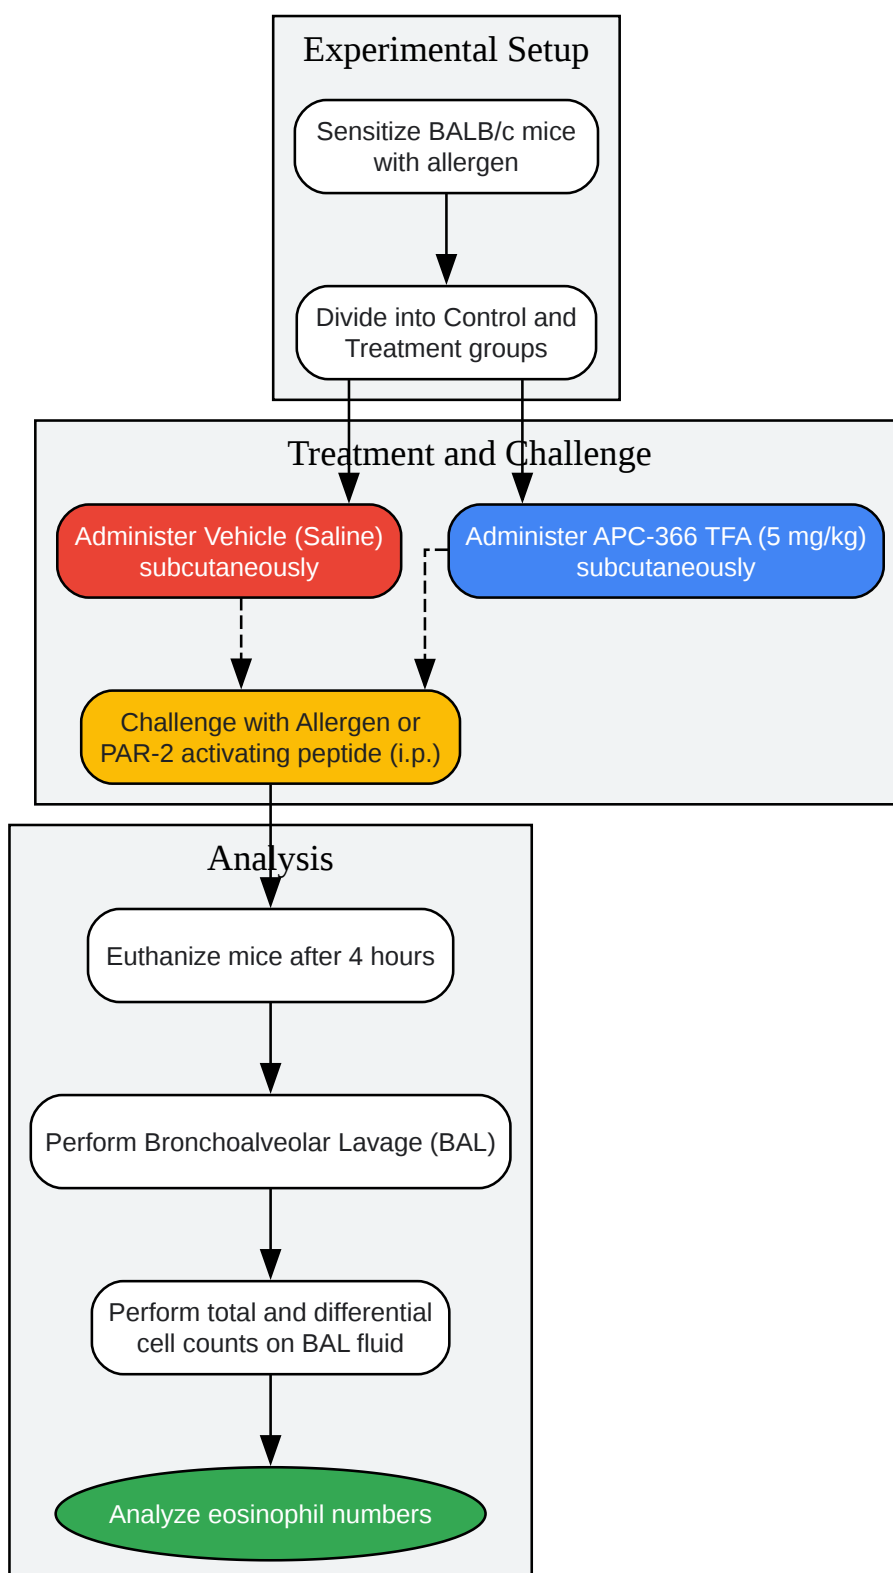 Experimental Setup
Sensitize BALB/c mice
with allergen
Divide into Control and
Treatment groups
Treatment and Challenge
Administer Vehicle (Saline)
subcutaneously
Administer APC-366 TFA (5 mg/kg)
subcutaneously
Challenge with Allergen or
PAR-2 activating peptide (i.p.)
Analysis
Euthanize mice after 4 hours
Perform Bronchoalveolar Lavage (BAL)
Perform total and differential
cell counts on BAL fluid
Analyze eosinophil numbers